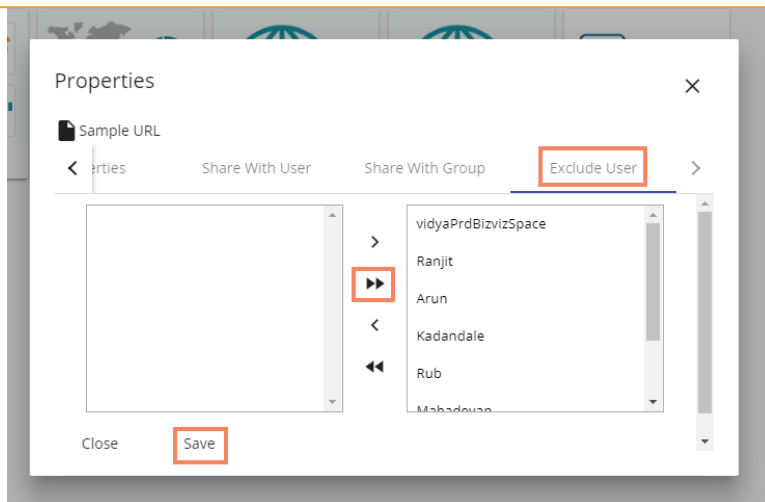 Properties
Sample URL
erties Share With User Share With Group Exclude User
vidyaPrdBizvizSpace
Ranjit
Arun
Kadandale
Rub
Mahadevan
Close Save